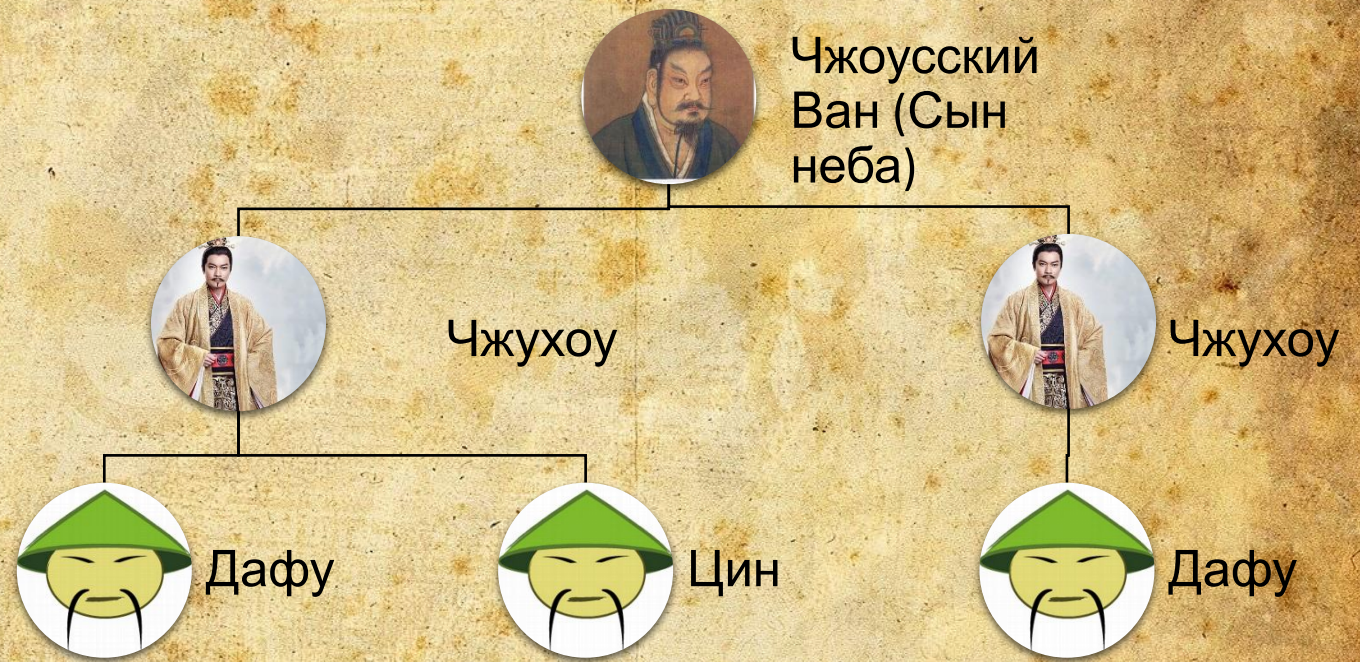 Чжоусский
Ван (Сын
неба)
Чжухоу
Чжухоу
Дафу
Цин
Дафу